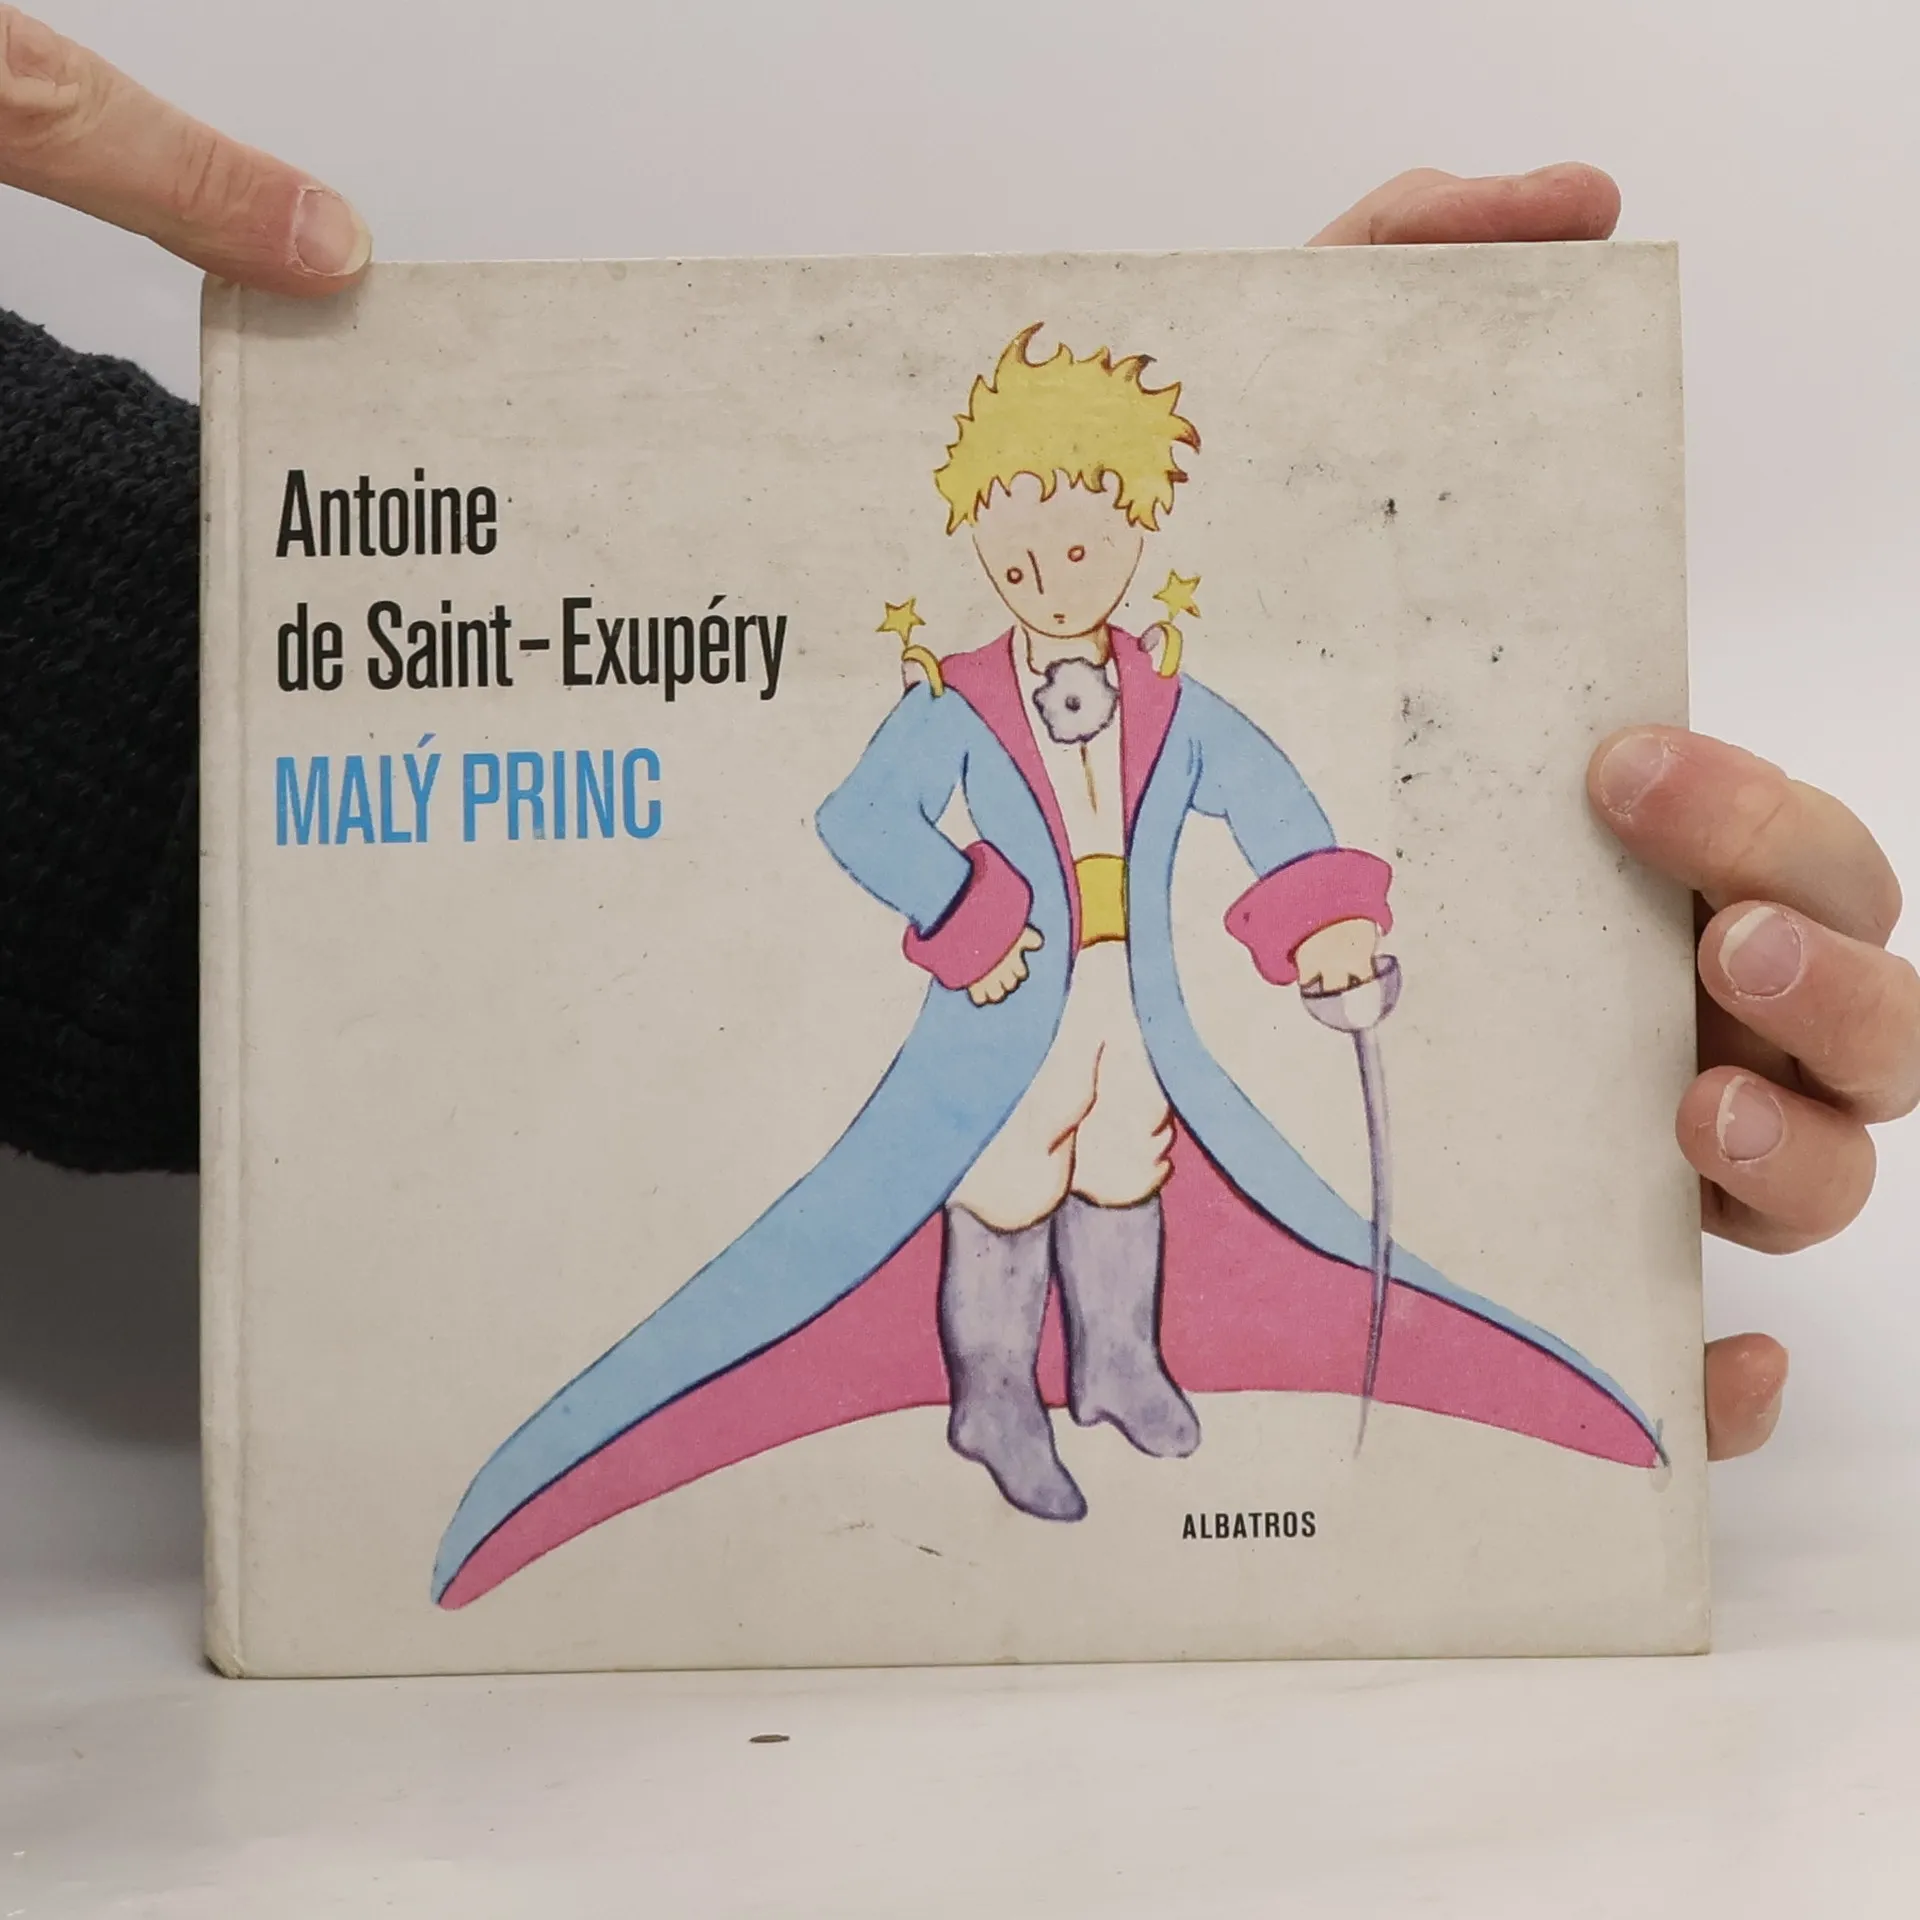 Antoine
de Saint-Exupéry
MALÝ PRINC
ALBATROS